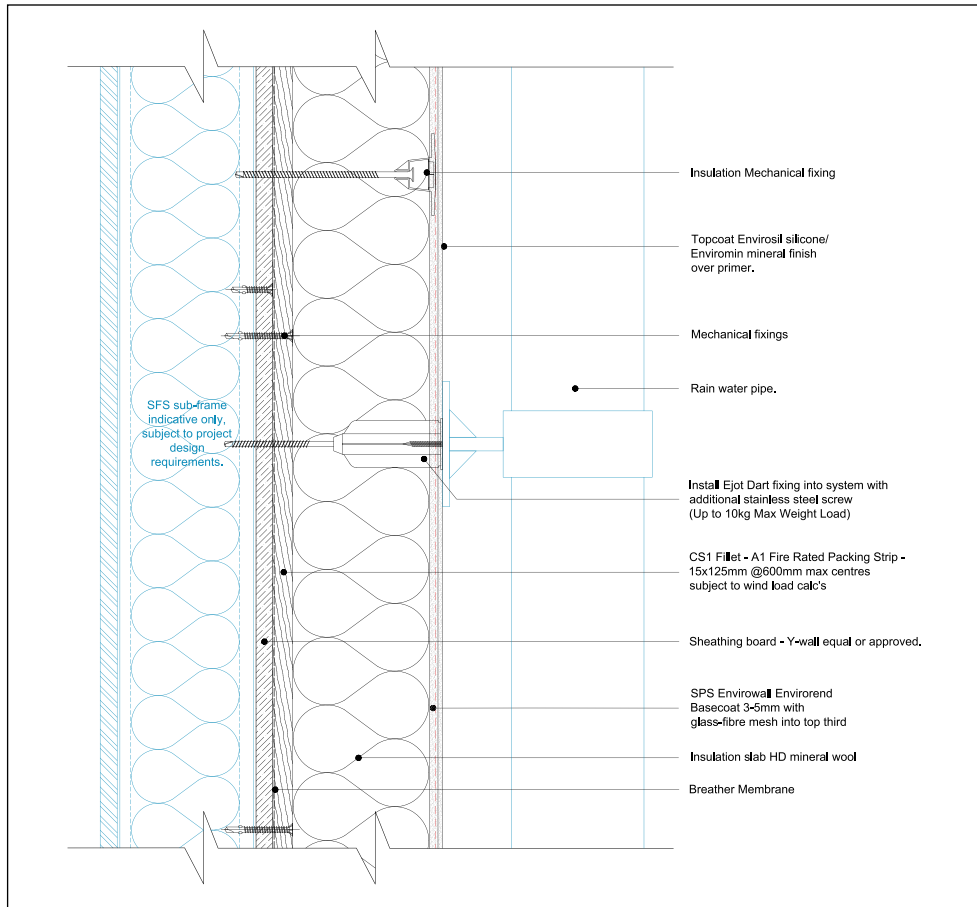 Insulation Mechanical fixing
Topcoat Envirosil silicone/
Enviromin mineral finish
over primer.
Mechanical fixings
Rain water pipe.
SFS sub-frame
indicative only,
subject to project
design
requirements.
Install Ejot Dart fixing into system with
additional stainless steel screw
(Up to 10kg Max Weight Load)
CS1 Fillet - A1 Fire Rated Packing Strip -
15x125mm @600mm max centres
subject to wind load calc's
Sheathing board - Y-wall equal or approved.
SPS Envirowall Envirorend
Basecoat 3-5mm with
glass-fibre mesh into top third
Insulation slab HD mineral wool
Breather Membrane